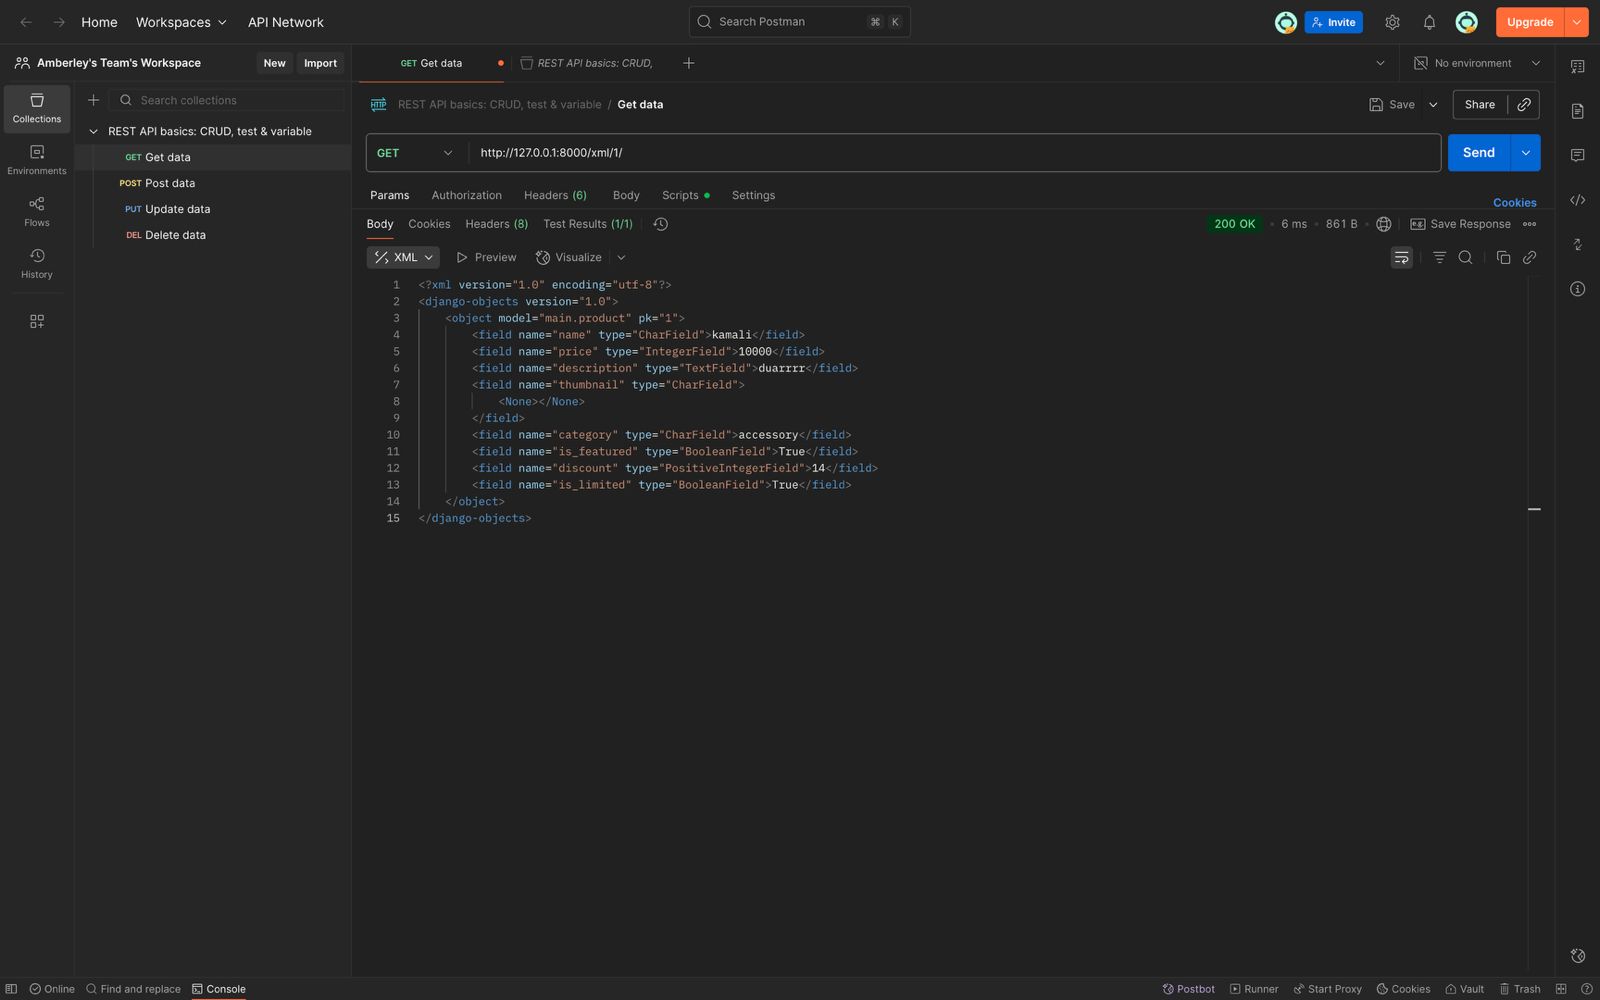 Home Workspaces API Network Search Postman ⌘ K Invite Upgrade
Amberley's Team's Workspace New Import GET Get data REST API basics: CRUD, No environment
Collections
Environments
Flows
History
Search collections
REST API basics: CRUD, test & variable
GET Get data
POST Post data
PUT Update data
DEL Delete data
HTTP REST API basics: CRUD, test & variable / Get data Save Share
GET http://127.0.0.1:8000/xml/1/ Send
Params Authorization Headers (6) Body Scripts Settings Cookies
Body Cookies Headers (8) Test Results (1/1) 200 OK • 6 ms • 861 B • Save Response
XML Preview Visualize
1 <?xml version="1.0" encoding="utf-8"?>
2 <django-objects version="1.0">
3 <object model="main.product" pk="1">
4 <field name="name" type="CharField">kamali</field>
5 <field name="price" type="IntegerField">10000</field>
6 <field name="description" type="TextField">duarrrr</field>
7 <field name="thumbnail" type="CharField">
8 <None></None>
9 </field>
10 <field name="category" type="CharField">accessory</field>
11 <field name="is_featured" type="BooleanField">True</field>
12 <field name="discount" type="PositiveIntegerField">14</field>
13 <field name="is_limited" type="BooleanField">True</field>
14 </object>
15 </django-objects>
Online Find and replace Console Postbot Runner Start Proxy Cookies Vault Trash